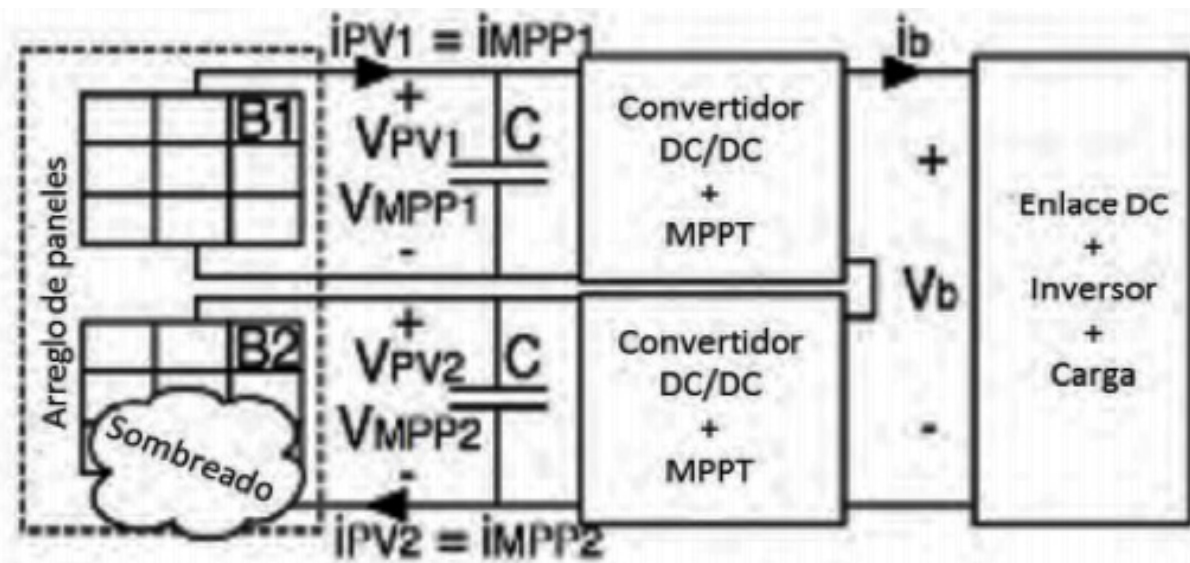 iPV1 = iMPP1
ib
B1
+
VPV1
C
VMPP1
-
Convertidor
DC/DC
+
MPPT
+
Vb
-
Enlace DC
+
Inversor
+
Carga
Arreglo de paneles
B2
Sombreado
+
VPV2
C
VMPP2
-
Convertidor
DC/DC
+
MPPT
iPV2 = iMPP2